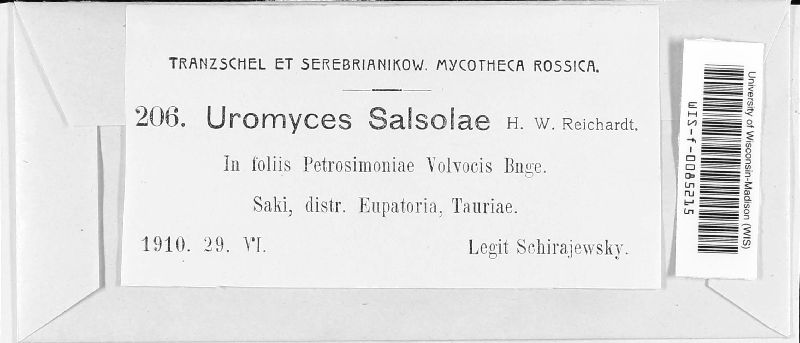 TRANZSCHEL ET SEREBRIANIKOW. MYCOTHECA ROSSICA.
206. Uromyces Salsolae H. W. Reichardt.
In foliis Petrosimoniae Volvocis Bnge.
Saki, distr. Eupatoria, Tauriae.
1910. 29. VI. Legit Schirajewsky.
University of Wisconsin-Madison (WIS)
WIS-f-0085215